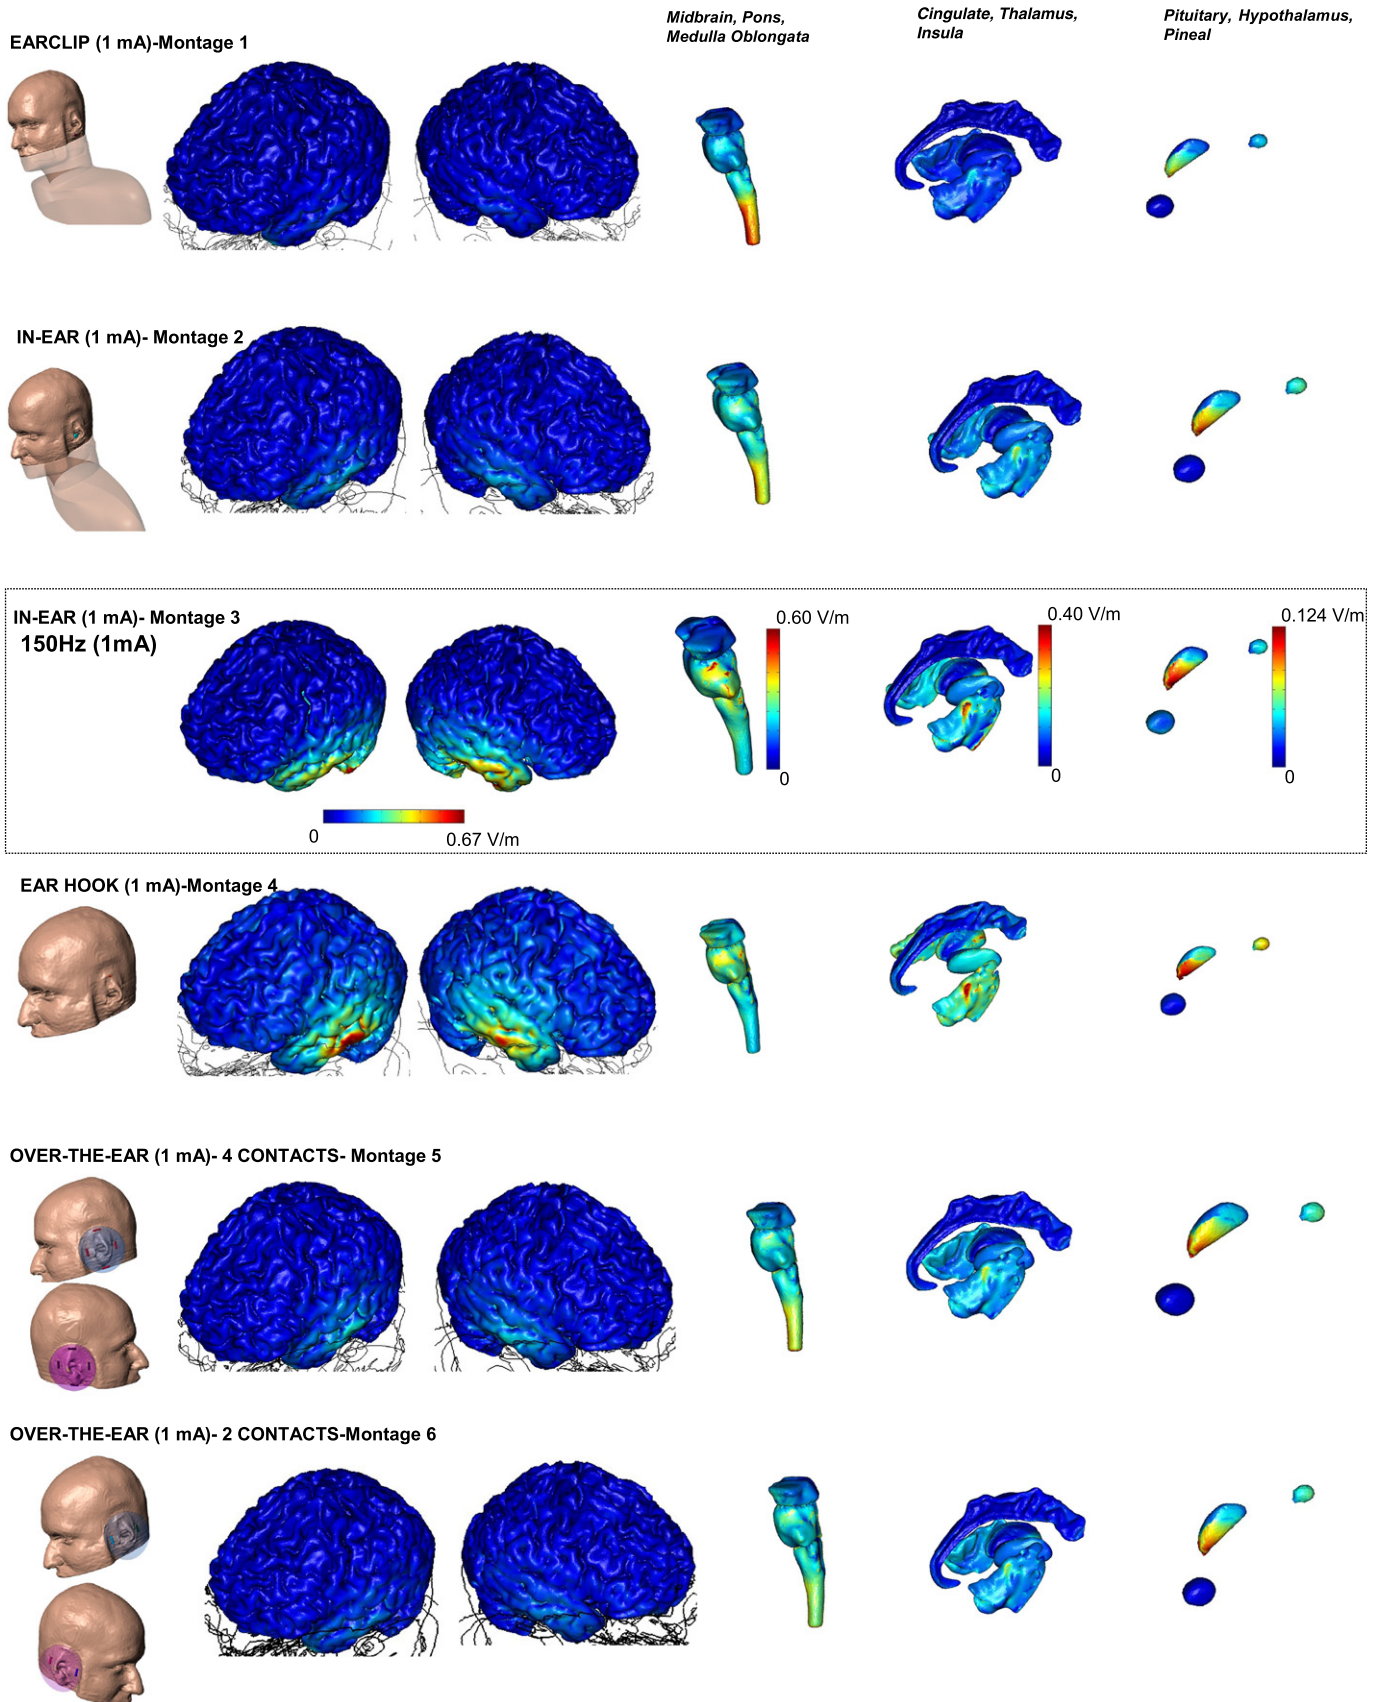 Midbrain, Pons,
Medulla Oblongata
Cingulate, Thalamus,
Insula
Pituitary, Hypothalamus,
Pineal
EARCLIP (1 mA)-Montage 1
IN-EAR (1 mA)- Montage 2
IN-EAR (1 mA)- Montage 3
150Hz (1mA)
0.60 V/m
0
0.40 V/m
0
0.124 V/m
0
0
0.67 V/m
EAR HOOK (1 mA)-Montage 4
OVER-THE-EAR (1 mA)- 4 CONTACTS- Montage 5
OVER-THE-EAR (1 mA)- 2 CONTACTS-Montage 6